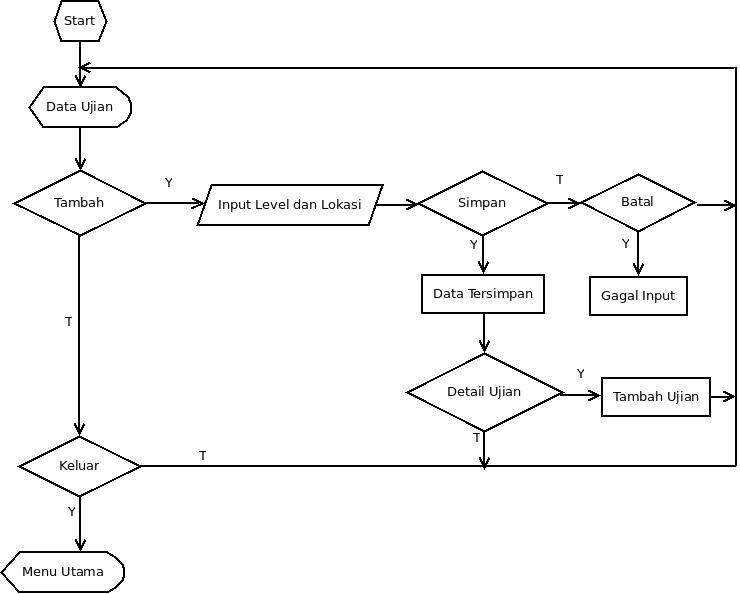 Start
Data Ujian
Tambah
Y
Input Level dan Lokasi
Simpan
T
Batal
Y
Y
Data Tersimpan
Gagal Input
T
Detail Ujian
Y
Tambah Ujian
T
Keluar
T
Y
Menu Utama